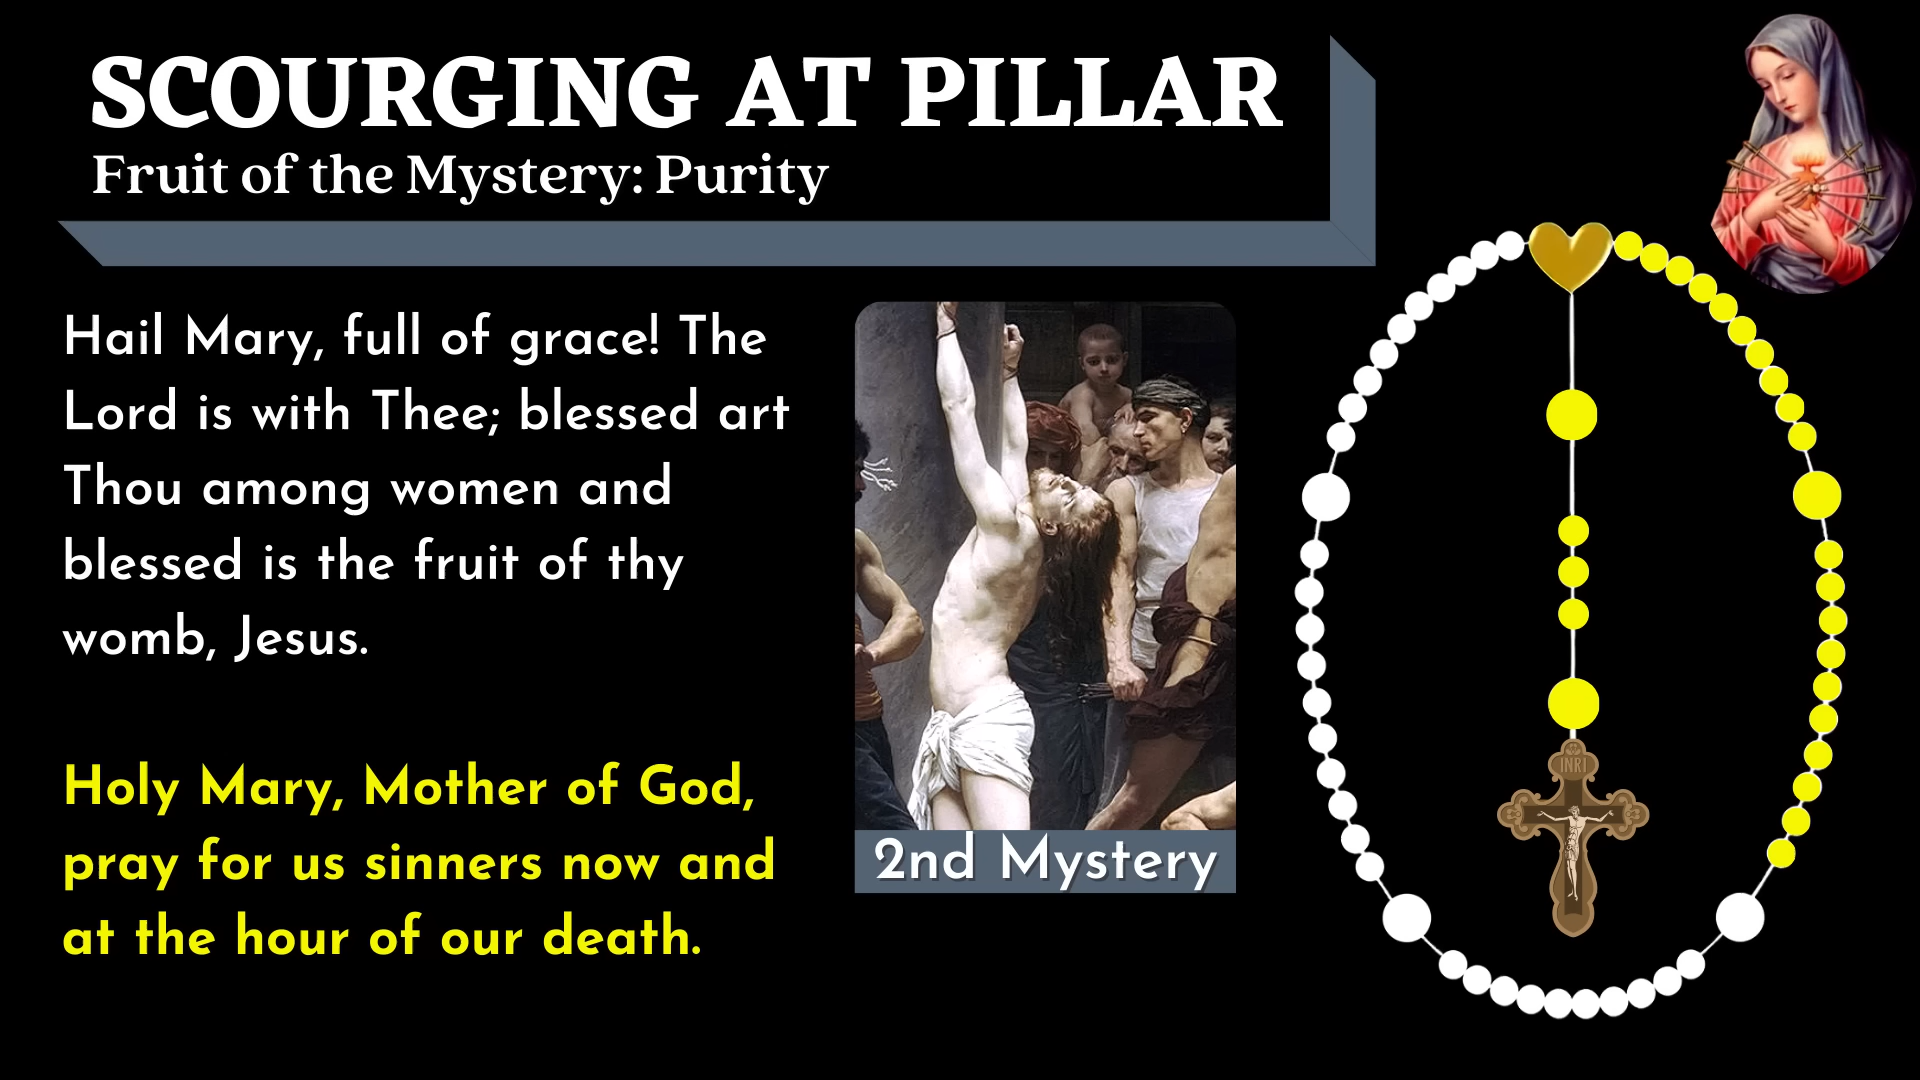 SCOURGING AT PILLAR
Fruit of the Mystery: Purity
Hail Mary, full of grace! The
Lord is with Thee; blessed art
Thou among women and
blessed is the fruit of thy
womb, Jesus.
Holy Mary, Mother of God,
pray for us sinners now and
at the hour of our death.
2nd Mystery
INRI